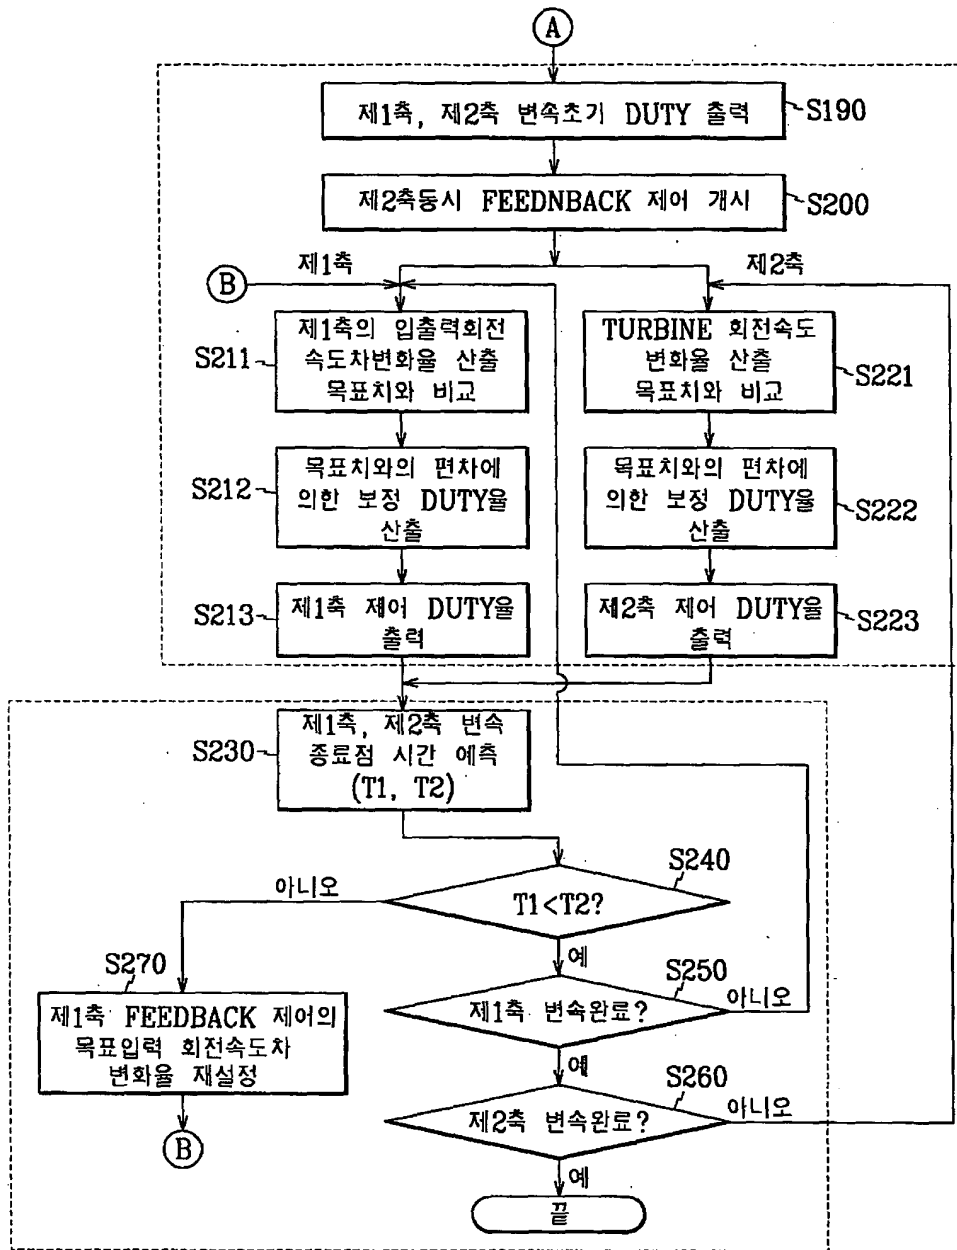 A
제1축, 제2축 변속초기 DUTY 출력
S190
제2축동시 FEEDNBACK 제어 개시
S200
제1축
제2축
B
제1축의 입출력회전
속도차변화율 산출
목표치와 비교
S211
TURBINE 회전속도
변화율 산출
목표치와 비교
S221
목표치와의 편차에
의한 보정 DUTY율
산출
S212
목표치와의 편차에
의한 보정 DUTY율
산출
S222
제1축 제어 DUTY율
출력
S213
제2축 제어 DUTY율
출력
S223
제1축, 제2축 변속
종료점 시간 예측
(T1, T2)
S230
S240
아니오
T1<T2?
예
S270
S250
제1축 FEEDBACK 제어의
목표입력 회전속도차
변화율 재설정
제1축 변속완료?
아니오
예
S260
B
제2축 변속완료?
아니오
예
끝